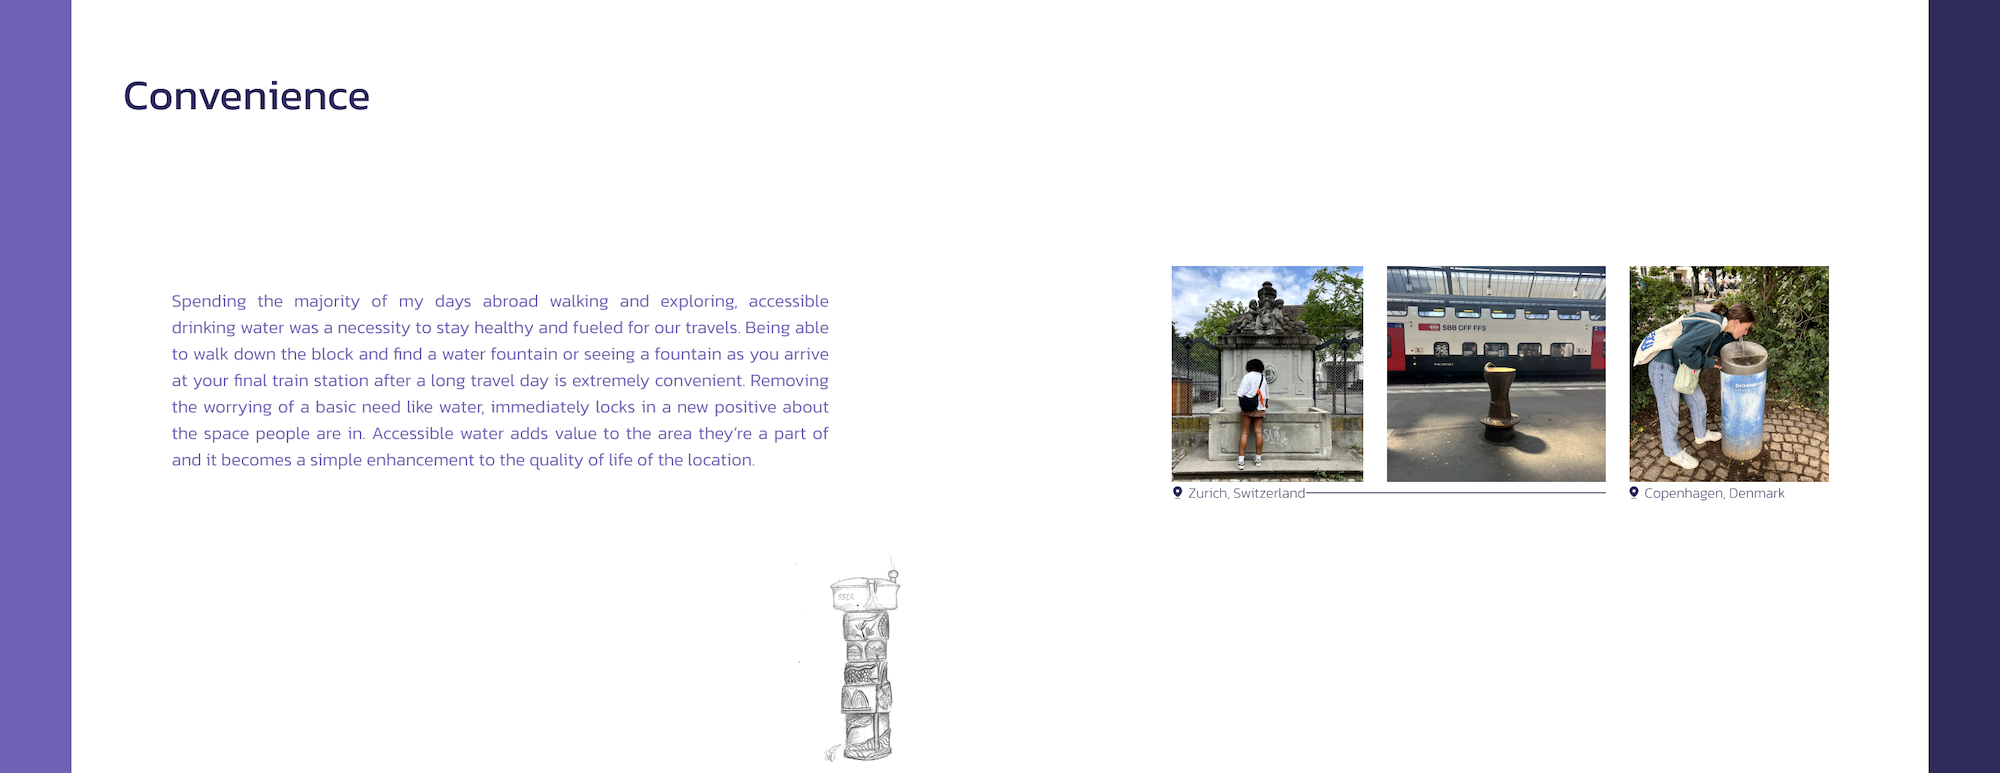 Convenience
Spending the majority of my days abroad walking and exploring, accessible
drinking water was a necessity to stay healthy and fueled for our travels. Being able
to walk down the block and find a water fountain or seeing a fountain as you arrive
at your final train station after a long travel day is extremely convenient. Removing
the worrying of a basic need like water, immediately locks in a new positive about
the space people are in. Accessible water adds value to the area they're a part of
and it becomes a simple enhancement to the quality of life of the location.
SBB CFF FFS
Zurich, Switzerland
Copenhagen, Denmark